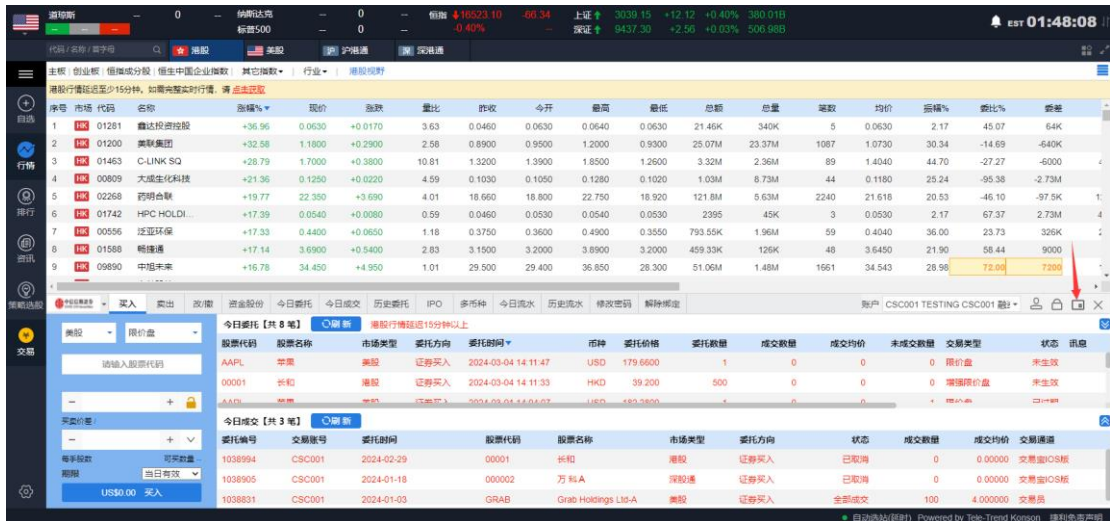 道琼斯 -- 0 -- 纳斯达克 -- 0 -- 恒指 16523.10 -66.34 上证 3039.15 +12.12 +0.40% 380.01B EST 01:48:08
-- -- 标普500 -- 0 -- -0.40% -- 深证 9437.30 +2.56 +0.03% 506.98B
代码 / 名称 / 首字母 港股 美股 沪 沪港通 深 深港通
主板 创业板 恒指成分股 恒生中国企业指数 其它指数 行业 港股视野
港股行情延迟至少15分钟,如需完整实时行情,请 点击获取
序号 市场 代码 名称 涨幅% 现价 涨跌 量比 昨收 今开 最高 最低 总额 总量 笔数 均价 振幅% 委比% 委差
1 HK 01281 鑫达投资控股 +36.96 0.0630 +0.0170 3.63 0.0460 0.0630 0.0640 0.0630 21.46K 340K 5 0.0630 2.17 45.07 64K
2 HK 01200 美联集团 +32.58 1.1800 +0.2900 2.58 0.8900 0.9500 1.2000 0.9300 25.07M 23.37M 1087 1.0730 30.34 -14.69 -640K
3 HK 01463 C-LINK SQ +28.79 1.7000 +0.3800 10.81 1.3200 1.3900 1.8500 1.2600 3.32M 2.36M 89 1.4040 44.70 -27.27 -6000
4 HK 00809 大成生化科技 +21.36 0.1250 +0.0220 4.59 0.1030 0.1050 0.1280 0.1020 1.03M 8.73M 44 0.1180 25.24 -95.38 -2.73M
5 HK 02268 药明合联 +19.77 22.350 +3.690 4.01 18.660 18.800 22.750 18.920 121.8M 5.63M 2240 21.618 20.53 -46.10 -97.5K
6 HK 01742 HPC HOLDI... +17.39 0.0540 +0.0080 0.59 0.0460 0.0530 0.0540 0.0530 2395 45K 3 0.0530 2.17 67.37 2.73M
7 HK 00556 泛亚环保 +17.33 0.4400 +0.0650 1.18 0.3750 0.3600 0.4900 0.3550 793.55K 1.96M 59 0.4040 36.00 23.73 326K
8 HK 01588 畅捷通 +17.14 3.6900 +0.5400 2.83 3.1500 3.2000 3.8900 3.2000 459.33K 126K 48 3.6450 21.90 58.44 9000
9 HK 09890 中旭未来 +16.78 34.450 +4.950 1.01 29.500 29.400 36.850 28.300 51.06M 1.48M 1661 34.543 28.98 72.00 7200
自选
行情
排行
资讯
策略选股
交易
买入 卖出 改/撤 资金股份 今日委托 今日成交 历史委托 IPO 多币种 今日流水 历史流水 修改密码 解除绑定 账户 CSC001 TESTING CSC001 融
美股 限价盘
请输入股票代码
− +
买卖价差 /
− +
每手股数 可买数量 --
期限 当日有效
US$0.00 买入
今日委托【共 8 笔】 刷新 港股行情延迟15分钟以上
股票代码 股票名称 市场类型 委托方向 委托时间 币种 委托价格 委托数量 成交数量 成交均价 未成交数量 交易类型 状态 讯息
AAPL 苹果 美股 证券买入 2024-03-04 14:11:47 USD 179.6600 1 0 0 0 限价盘 未生效
00001 长和 港股 证券买入 2024-03-04 14:11:33 HKD 39.200 500 0 0 0 增强限价盘 未生效
今日成交【共 3 笔】 刷新
委托编号 交易账号 委托时间 股票代码 股票名称 市场类型 委托方向 状态 成交数量 成交均价 交易通道
1038994 CSC001 2024-02-29 00001 长和 港股 证券买入 已取消 0 0.00000 交易宝IOS版
1038905 CSC001 2024-01-18 000002 万 科A 深股通 证券买入 已取消 0 0.00000 交易宝IOS版
1038831 CSC001 2024-01-03 GRAB Grab Holdings Ltd-A 美股 证券买入 全部成交 100 4.000000 交易员
自动选站(延时) Powered by Tele-Trend Konson 捷利免责声明